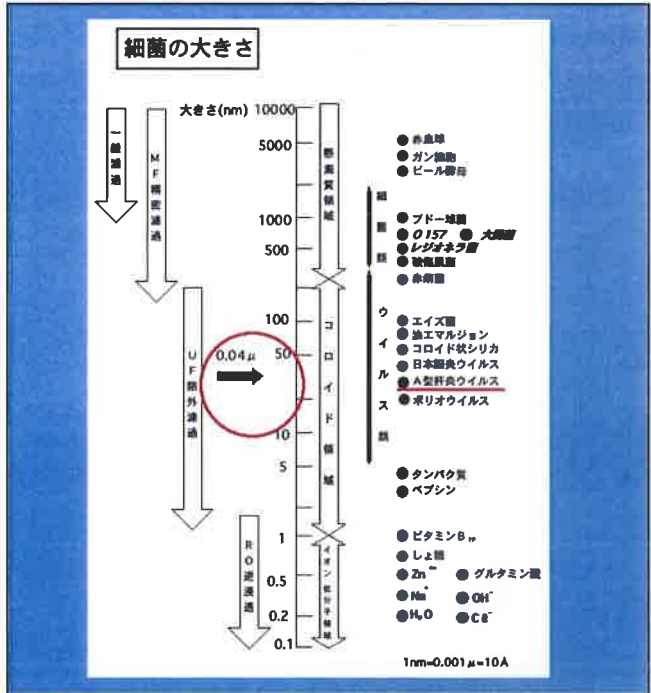 細菌の大きさ
大きさ(nm)
10000
5000
1000
500
100
50
10
5
1
0.5
0.2
0.1
一般濾過
MF精密濾過
UF限外濾過
RO逆浸透
0.04μ
懸濁質領域
コロイド領域
イオン低分子領域
細菌類
ウイルス類
赤血球
ガン細胞
ビール酵母
ブドー球菌
O157
大腸菌
レジオネラ菌
破傷風菌
赤痢菌
エイズ菌
油エマルジョン
コロイド状シリカ
日本脳炎ウイルス
A型肝炎ウイルス
ポリオウイルス
タンパク質
ペプシン
ビタミンB
しょ糖
Zn
グルタミン酸
Na⁺
OH⁻
H₂O
Cℓ⁻
1nm=0.001μ=10A